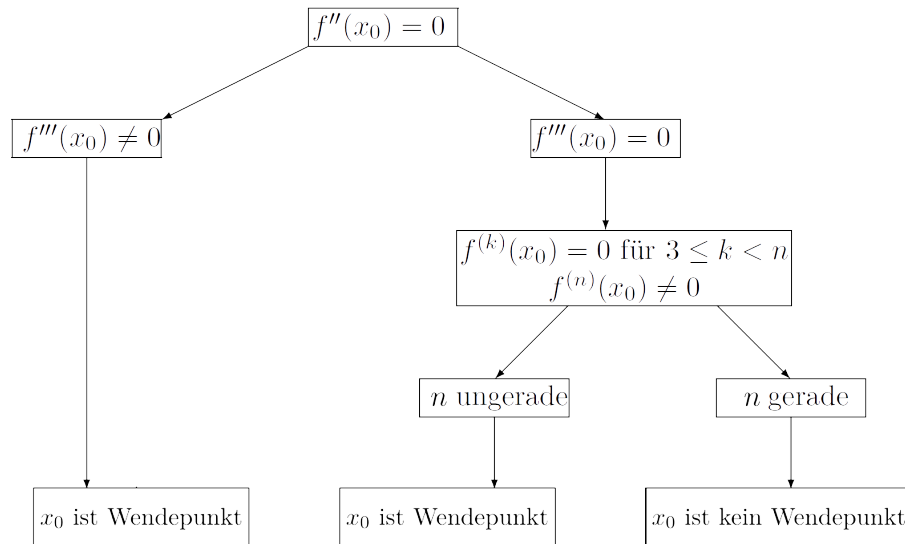 f''(x₀) = 0
f'''(x₀) ≠ 0
f'''(x₀) = 0
f⁽ᵏ⁾(x₀) = 0 für 3 ≤ k < n
f⁽ⁿ⁾(x₀) ≠ 0
n ungerade
n gerade
x₀ ist Wendepunkt
x₀ ist Wendepunkt
x₀ ist kein Wendepunkt